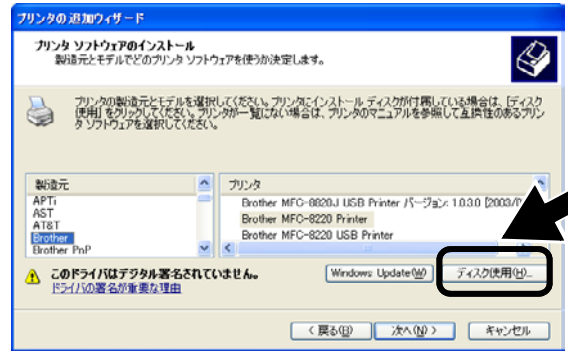 プリンタの追加ウィザード
プリンタ ソフトウェアのインストール
製造元とモデルでどのプリンタ ソフトウェアを使うか決定します。
プリンタの製造元とモデルを選択してください。プリンタにインストール ディスクが付属している場合は、[ディスク
使用] をクリックしてください。プリンタが一覧にない場合は、プリンタのマニュアルを参照して互換性のあるプリン
タ ソフトウェアを選択してください。
製造元
APTi
AST
AT&T
Brother
Brother PnP
プリンタ
Brother MFC-8820J USB Printer バージョン: 1.0.3.0 [2003/
Brother MFC-8220 Printer
Brother MFC-8220 USB Printer
このドライバはデジタル署名されていません。
ドライバの署名が重要な理由
Windows Update(W)
ディスク使用(H)...
< 戻る(B)
次へ(N) >
キャンセル